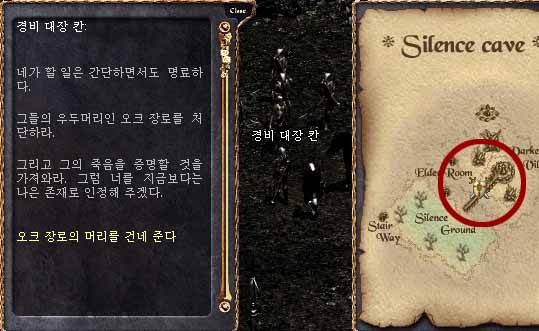 Close
경비 대장 칸:
네가 할 일은 간단하면서도 명료하
다.
그들의 우두머리인 오크 장로를 처
단하라.
그리고 그의 죽음을 증명할 것을
가져와라. 그럼 너를 지금보다는
나은 존재로 인정해 주겠다.
오크 장로의 머리를 건네 준다
경비 대장 칸
Silence cave
Elder Room
Silence
Ground
Stair
Way